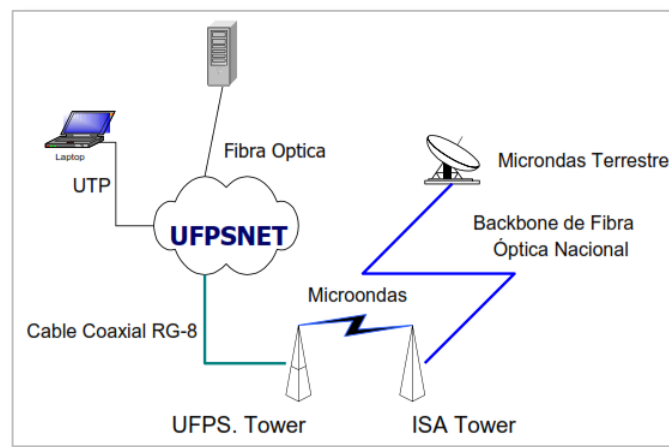 Laptop
UTP
Fibra Optica
UFPSNET
Microndas Terrestre
Backbone de Fibra
Óptica Nacional
Microondas
Cable Coaxial RG-8
UFPS. Tower
ISA Tower